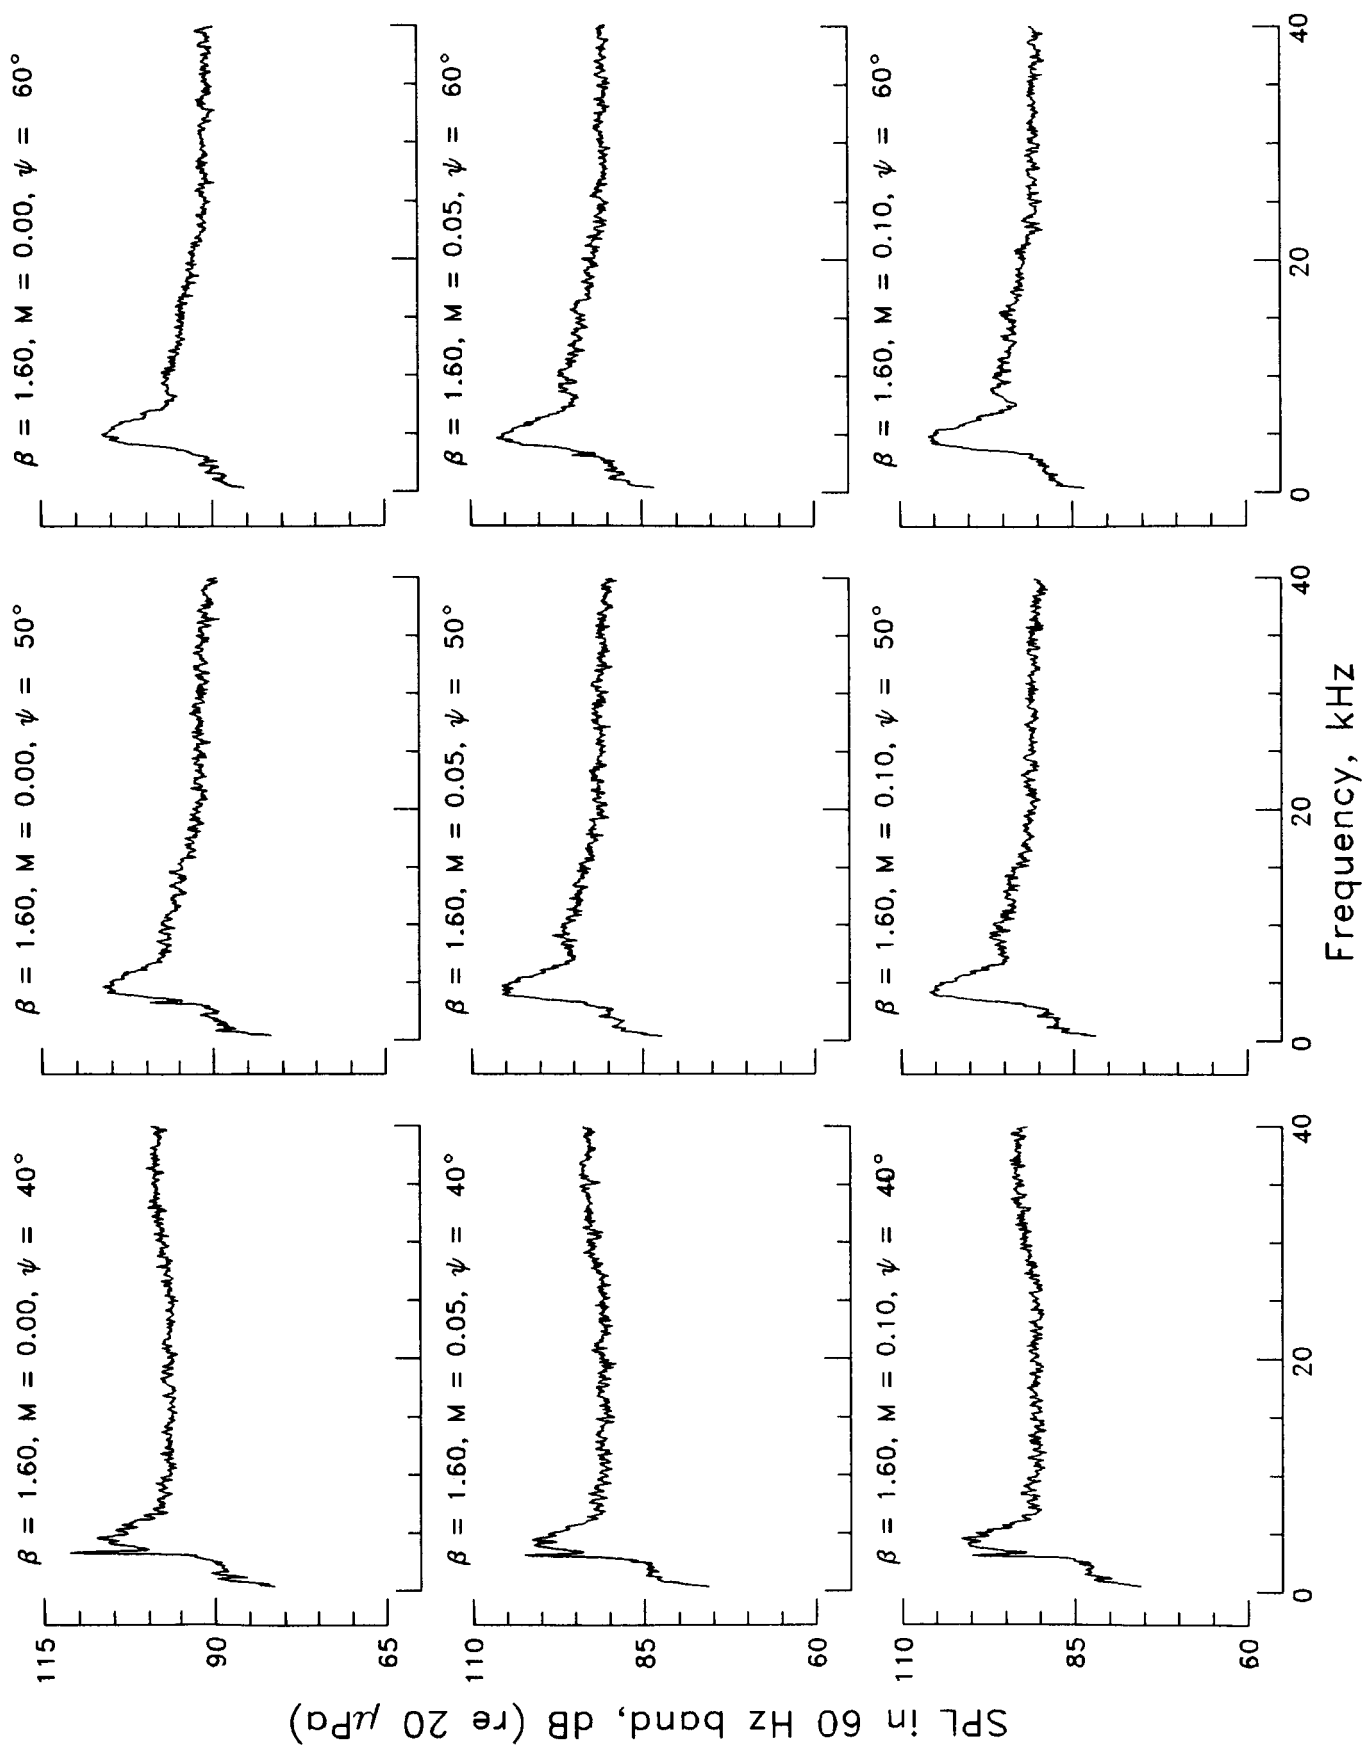 SPL in 60 Hz band, dB (re 20 μPa)
β = 1.60, M = 0.00, ψ = 40°
β = 1.60, M = 0.00, ψ = 50°
β = 1.60, M = 0.00, ψ = 60°
115
90
65
β = 1.60, M = 0.05, ψ = 40°
β = 1.60, M = 0.05, ψ = 50°
β = 1.60, M = 0.05, ψ = 60°
110
85
60
β = 1.60, M = 0.10, ψ = 40°
β = 1.60, M = 0.10, ψ = 50°
β = 1.60, M = 0.10, ψ = 60°
110
85
60
0 20 40
0 20 40
0 20 40
Frequency, kHz